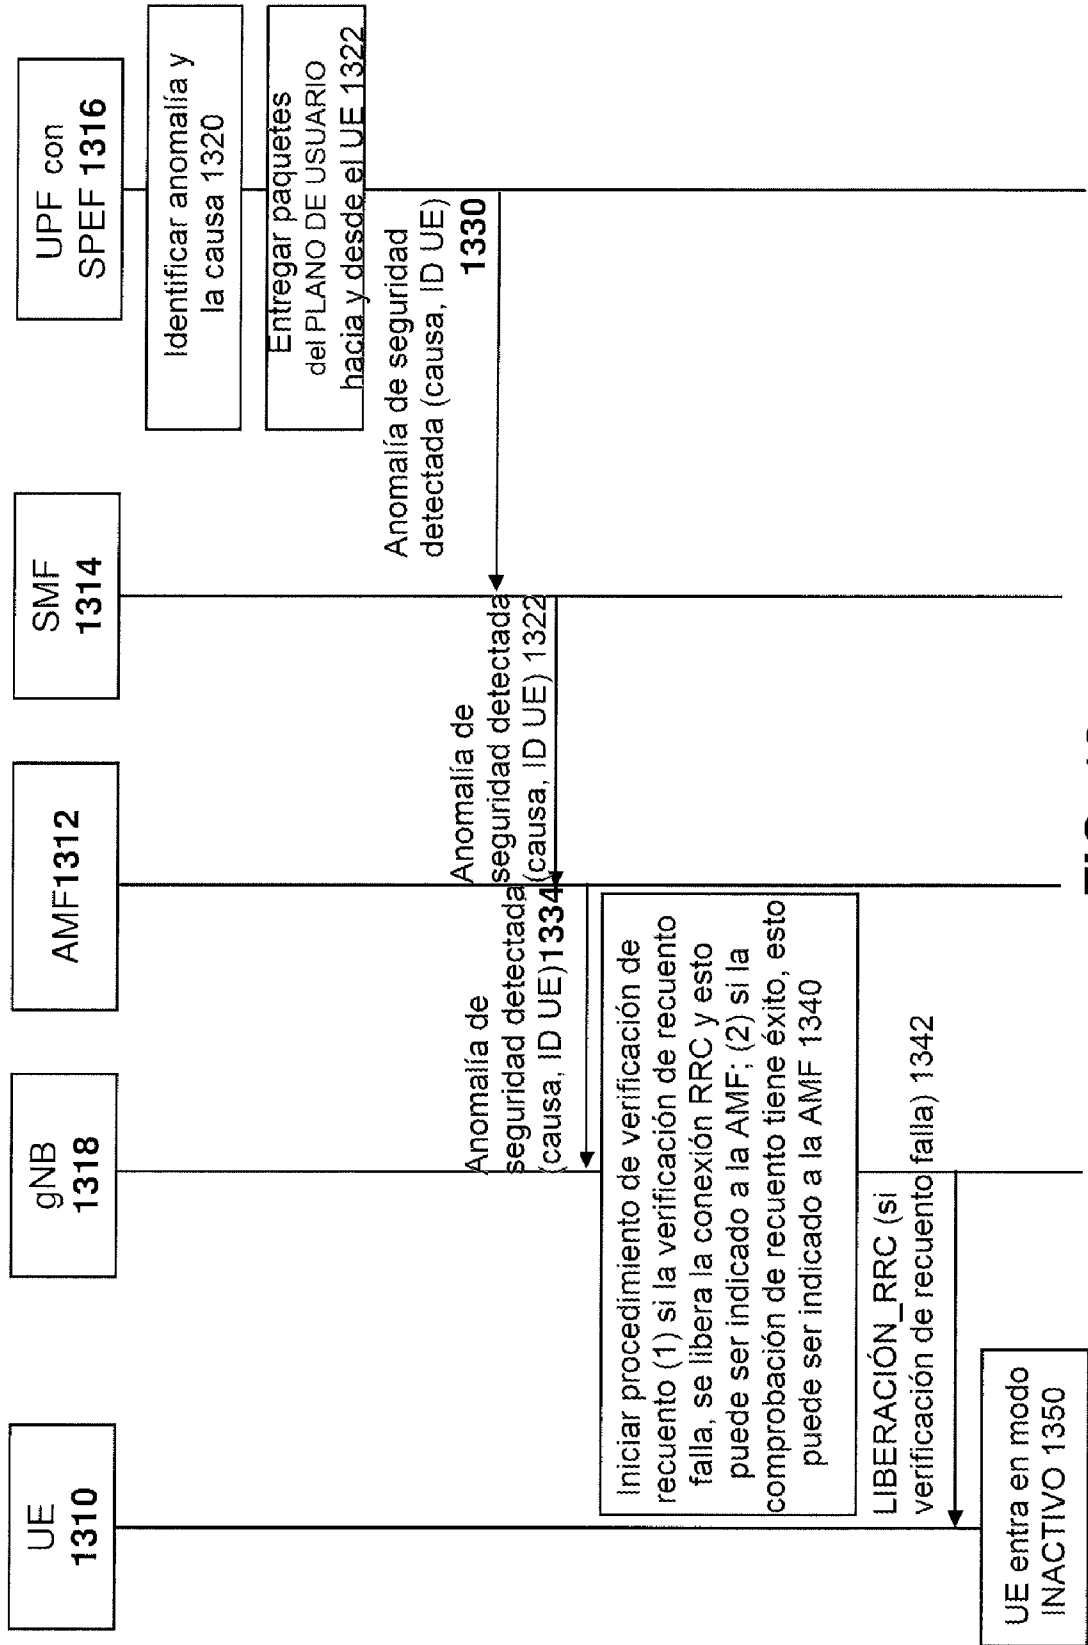 UE
1310
gNB
1318
AMF1312
SMF
1314
UPF con
SPEF 1316
Identificar anomalía y
la causa 1320
Entregar paquetes
del PLANO DE USUARIO
hacia y desde el UE 1322
Anomalía de seguridad
detectada (causa, ID UE)
1330
Anomalía de
seguridad detectada
(causa, ID UE) 1322
Anomalía de
seguridad detectada
(causa, ID UE)1334
Iniciar procedimiento de verificación de
recuento (1) si la verificación de recuento
falla, se libera la conexión RRC y esto
puede ser indicado a la AMF; (2) si la
comprobación de recuento tiene éxito, esto
puede ser indicado a la AMF 1340
LIBERACIÓN_RRC (si
verificación de recuento falla) 1342
UE entra en modo
INACTIVO 1350